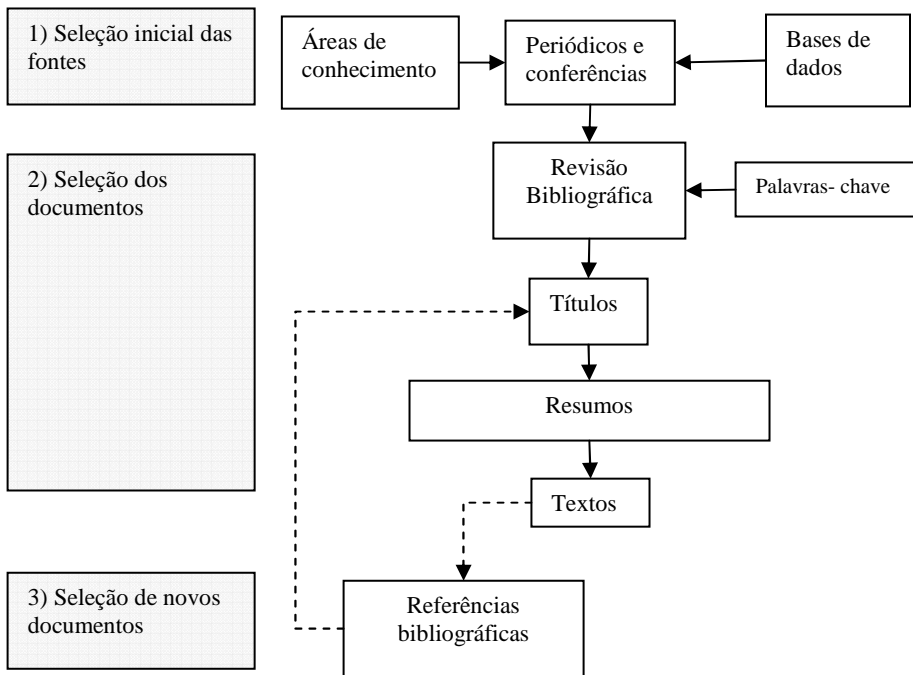 1) Seleção inicial das
fontes
Áreas de
conhecimento
Periódicos e
conferências
Bases de
dados
2) Seleção dos
documentos
Revisão
Bibliográfica
Palavras- chave
Títulos
Resumos
Textos
3) Seleção de novos
documentos
Referências
bibliográficas